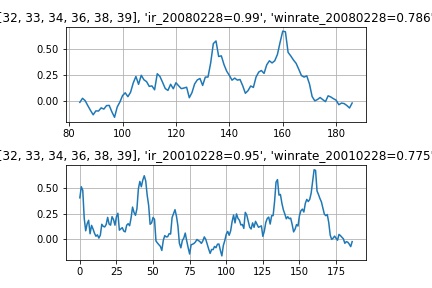 [32, 33, 34, 36, 38, 39], 'ir_20080228=0.99', 'winrate_20080228=0.786'
0.50
0.25
0.00
80 100 120 140 160 180
[32, 33, 34, 36, 38, 39], 'ir_20010228=0.95', 'winrate_20010228=0.775'
0.50
0.25
0.00
0 25 50 75 100 125 150 175